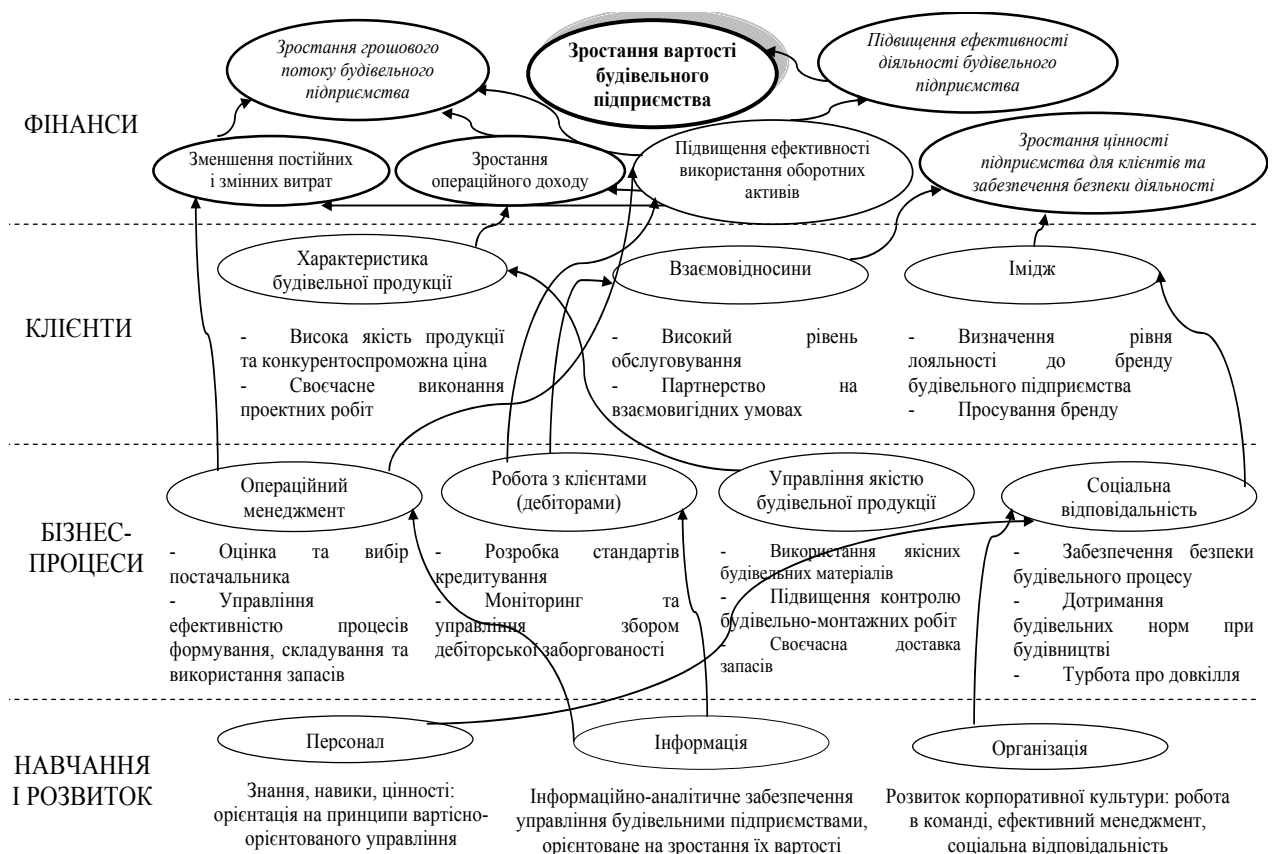 ФІНАНСИ
Зростання грошового
потоку будівельного
підприємства
Зростання вартості
будівельного
підприємства
Підвищення ефективності
діяльності будівельного
підприємства
Зменшення постійних
і змінних витрат
Зростання
операційного доходу
Підвищення ефективності
використання оборотних
активів
Зростання цінності
підприємства для клієнтів та
забезпечення безпеки діяльності
КЛІЄНТИ
Характеристика
будівельної продукції
- Висока якість продукції
та конкурентоспроможна ціна
- Своєчасне виконання
проектних робіт
Взаємовідносини
- Високий рівень
обслуговування
- Партнерство на
взаємовигідних умовах
Імідж
- Визначення рівня
лояльності до бренду
будівельного підприємства
- Просування бренду
БІЗНЕС-
ПРОЦЕСИ
Операційний
менеджмент
- Оцінка та вибір
постачальника
- Управління
ефективністю процесів
формування, складування та
використання запасів
Робота з клієнтами
(дебіторами)
- Розробка стандартів
кредитування
- Моніторинг та
управління збором
дебіторської заборгованості
Управління якістю
будівельної продукції
- Використання якісних
будівельних матеріалів
- Підвищення контролю
будівельно-монтажних робіт
- Своєчасна доставка
запасів
Соціальна
відповідальність
- Забезпечення безпеки
будівельного процесу
- Дотримання
будівельних норм при
будівництві
- Турбота про довкілля
НАВЧАННЯ
І РОЗВИТОК
Персонал
Знання, навики, цінності:
орієнтація на принципи вартісно-
орієнтованого управління
Інформація
Інформаційно-аналітичне забезпечення
управління будівельними підприємствами,
орієнтоване на зростання їх вартості
Організація
Розвиток корпоративної культури: робота
в команді, ефективний менеджмент,
соціальна відповідальність